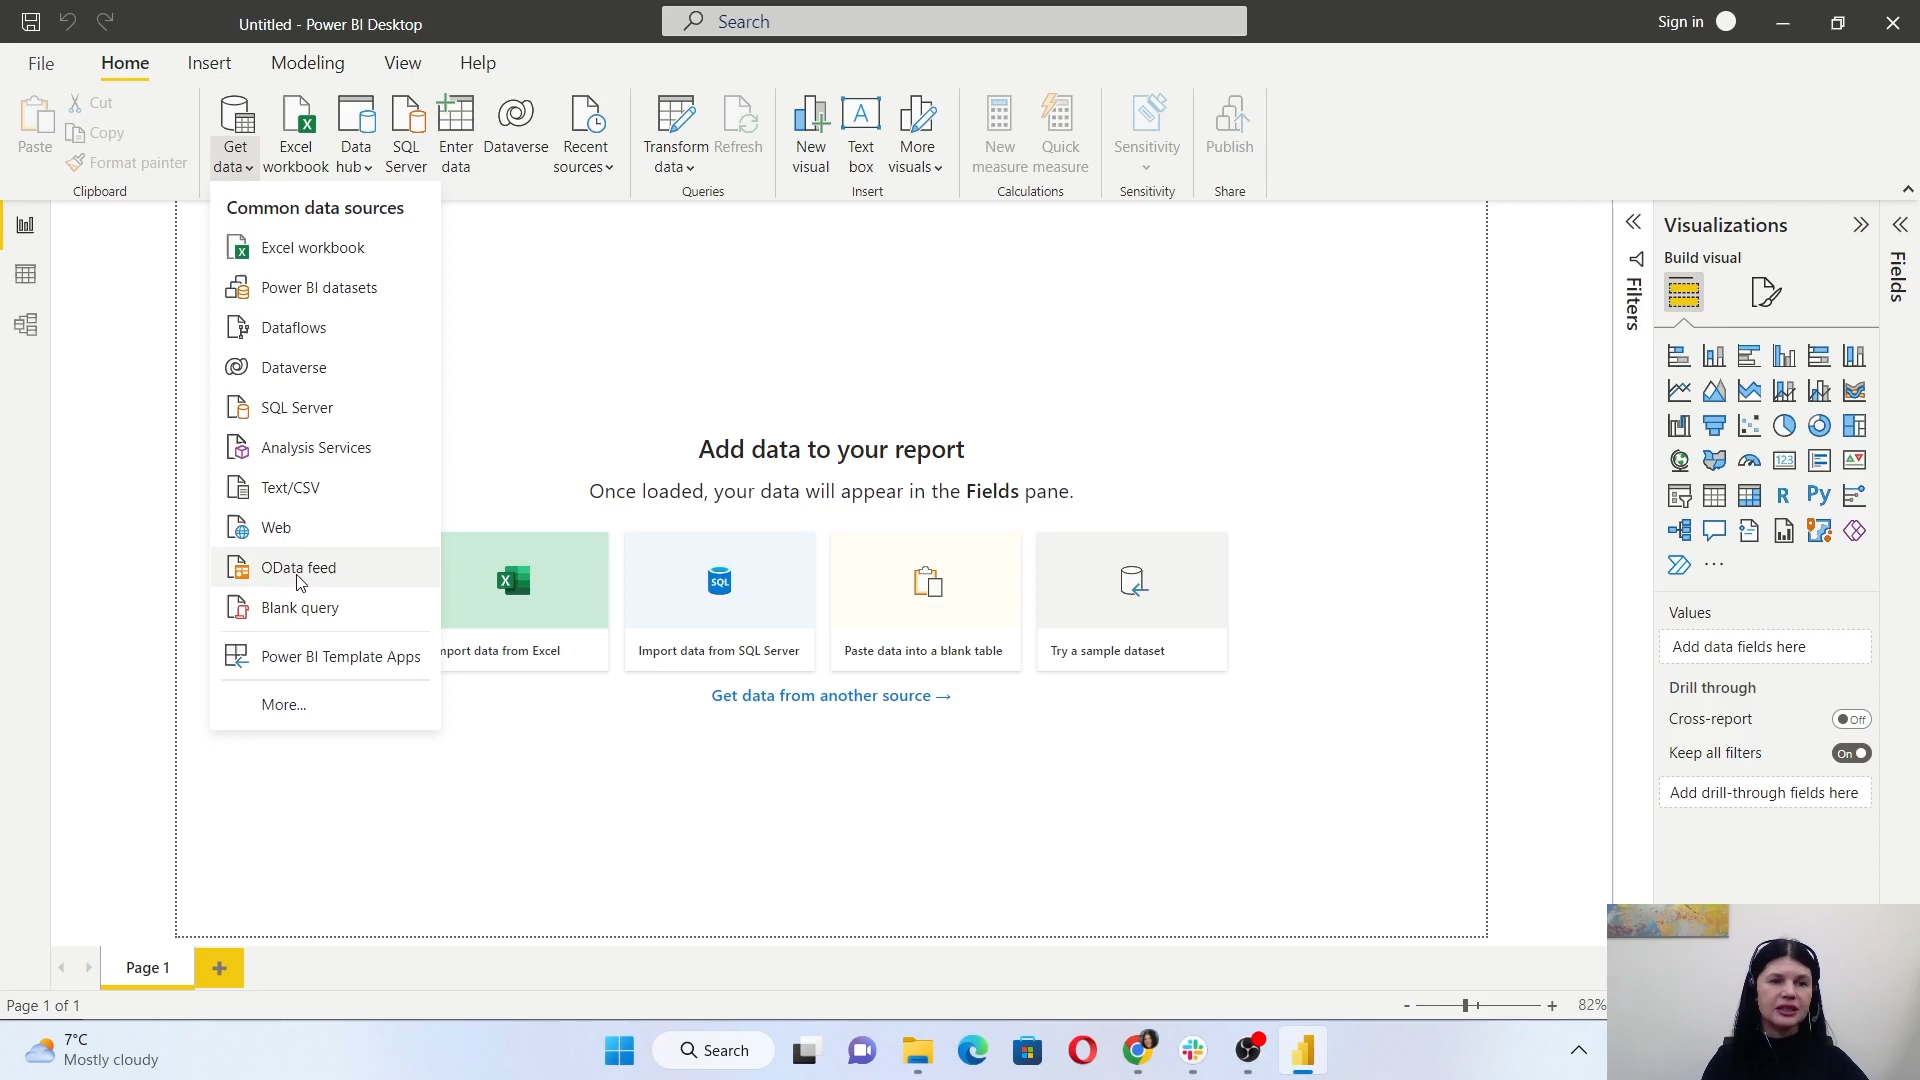 Untitled - Power BI Desktop
Search
Sign in
File
Home
Insert
Modeling
View
Help
Paste
Cut
Copy
Format painter
Clipboard
Get
data
Excel
workbook
Data
hub
SQL
Server
Enter
data
Dataverse
Recent
sources
Transform
data
Refresh
Queries
New
visual
Text
box
More
visuals
Insert
New
measure
Quick
measure
Calculations
Sensitivity
Sensitivity
Publish
Share
Common data sources
Excel workbook
Power BI datasets
Dataflows
Dataverse
SQL Server
Analysis Services
Text/CSV
Web
OData feed
Blank query
Power BI Template Apps
More...
Add data to your report
Once loaded, your data will appear in the Fields pane.
SQL
mport data from Excel
Import data from SQL Server
Paste data into a blank table
Try a sample dataset
Get data from another source →
Filters
Visualizations
Build visual
123
R
Py
...
Values
Add data fields here
Drill through
Cross-report
Off
Keep all filters
On
Add drill-through fields here
Fields
Page 1
Page 1 of 1
- + 82%
7°C
Mostly cloudy
Search